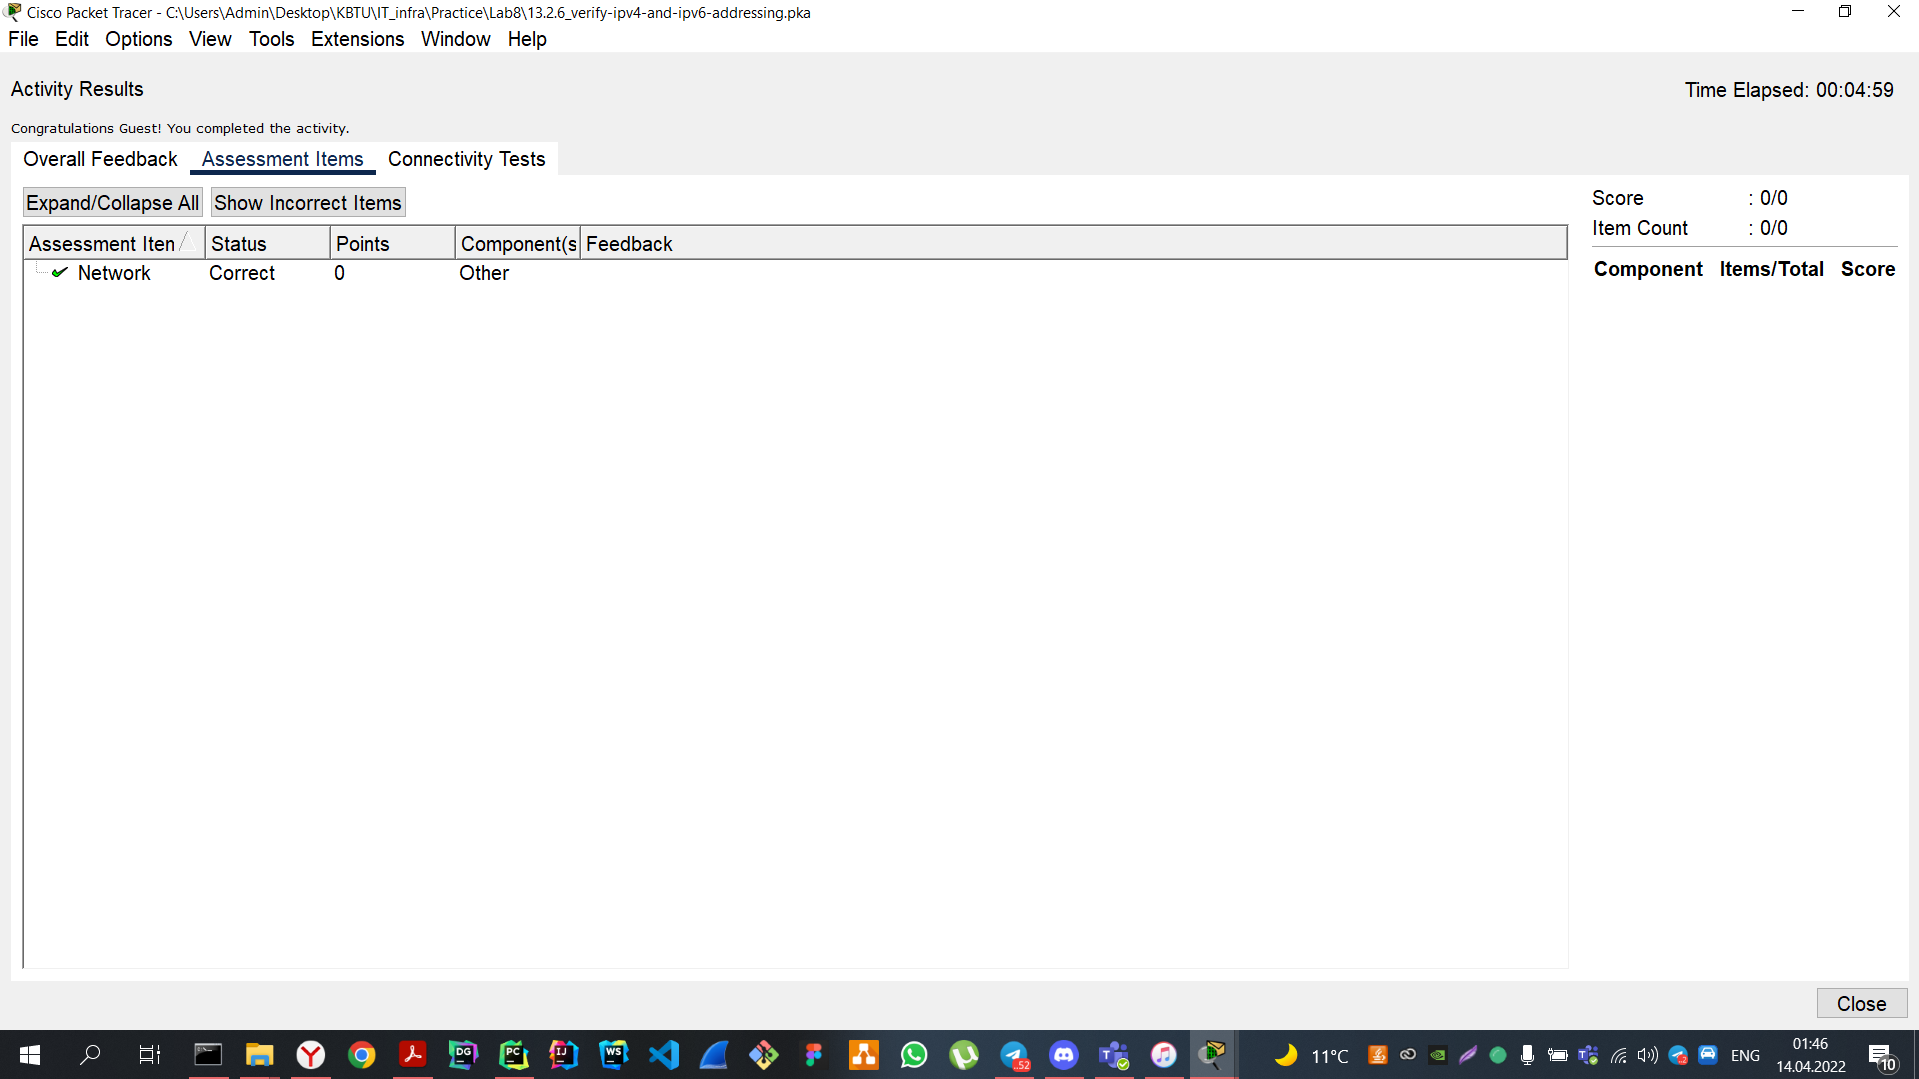 Cisco Packet Tracer - C:\Users\Admin\Desktop\KBTU\IT_infra\Practice\Lab8\13.2.6_verify-ipv4-and-ipv6-addressing.pka
File Edit Options View Tools Extensions Window Help
Activity Results
Time Elapsed: 00:04:59
Congratulations Guest! You completed the activity.
Overall Feedback Assessment Items Connectivity Tests
Expand/Collapse All Show Incorrect Items
Score : 0/0
Item Count : 0/0
Assessment Iten Status Points Component(s Feedback
Component Items/Total Score
Network Correct 0 Other
Close
DG PC IJ WS
..52
11°C
ENG
01:46
14.04.2022
10